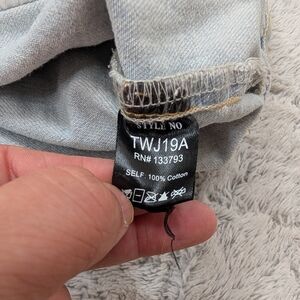 STYLE NO
TWJ19A
RN# 133793
SELF 100% Cotton